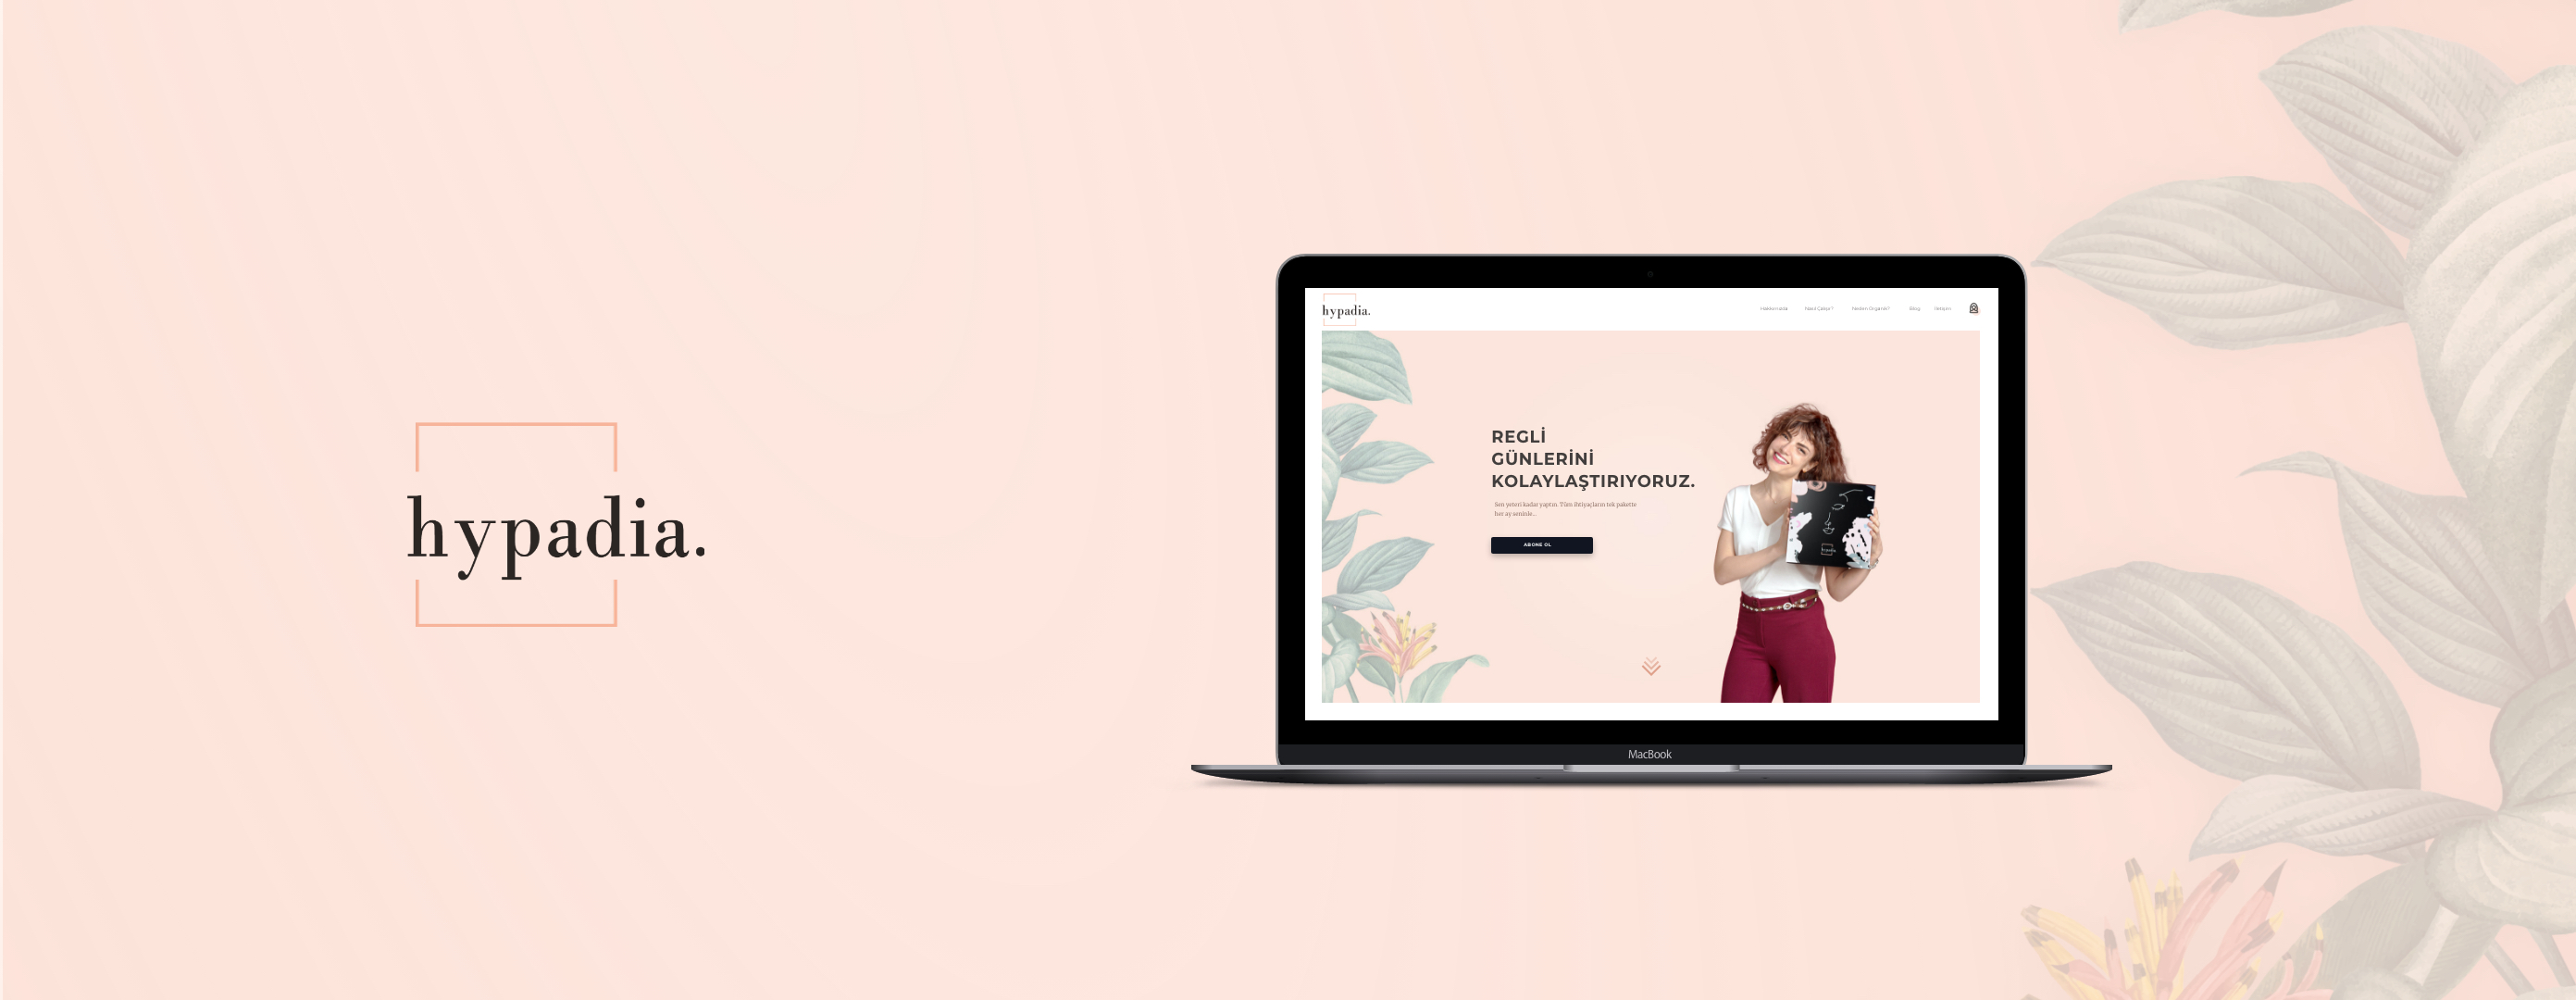 hypadia.
hypadia.
Hakkımızda Nasıl Çalışır? Neden Organik? Blog İletişim
REGLİ
GÜNLERİNİ
KOLAYLAŞTIRIYORUZ.
Sen yeteri kadar yaptın. Tüm ihtiyaçların tek pakette
her ay seninle...
ABONE OL
hypadia
MacBook